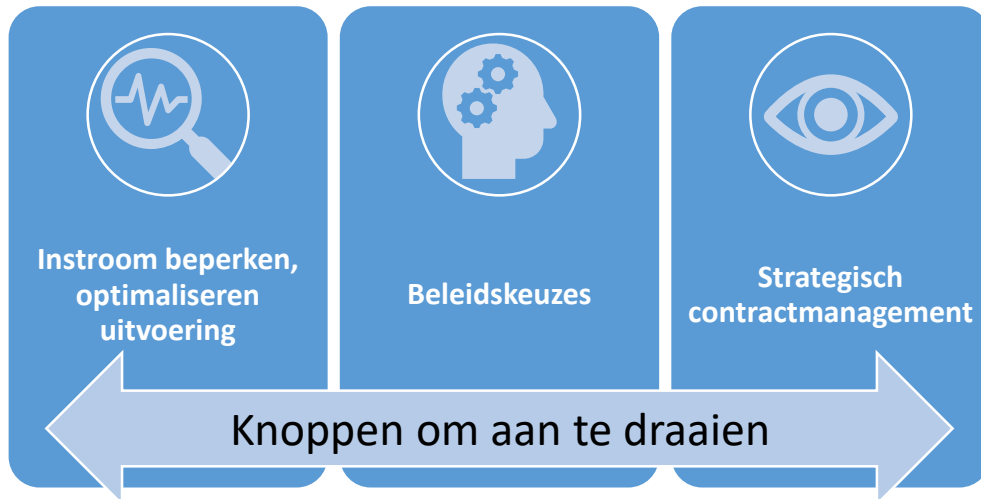 Instroom beperken,
optimaliseren
uitvoering
Beleidskeuzes
Strategisch
contractmanagement
Knoppen om aan te draaien